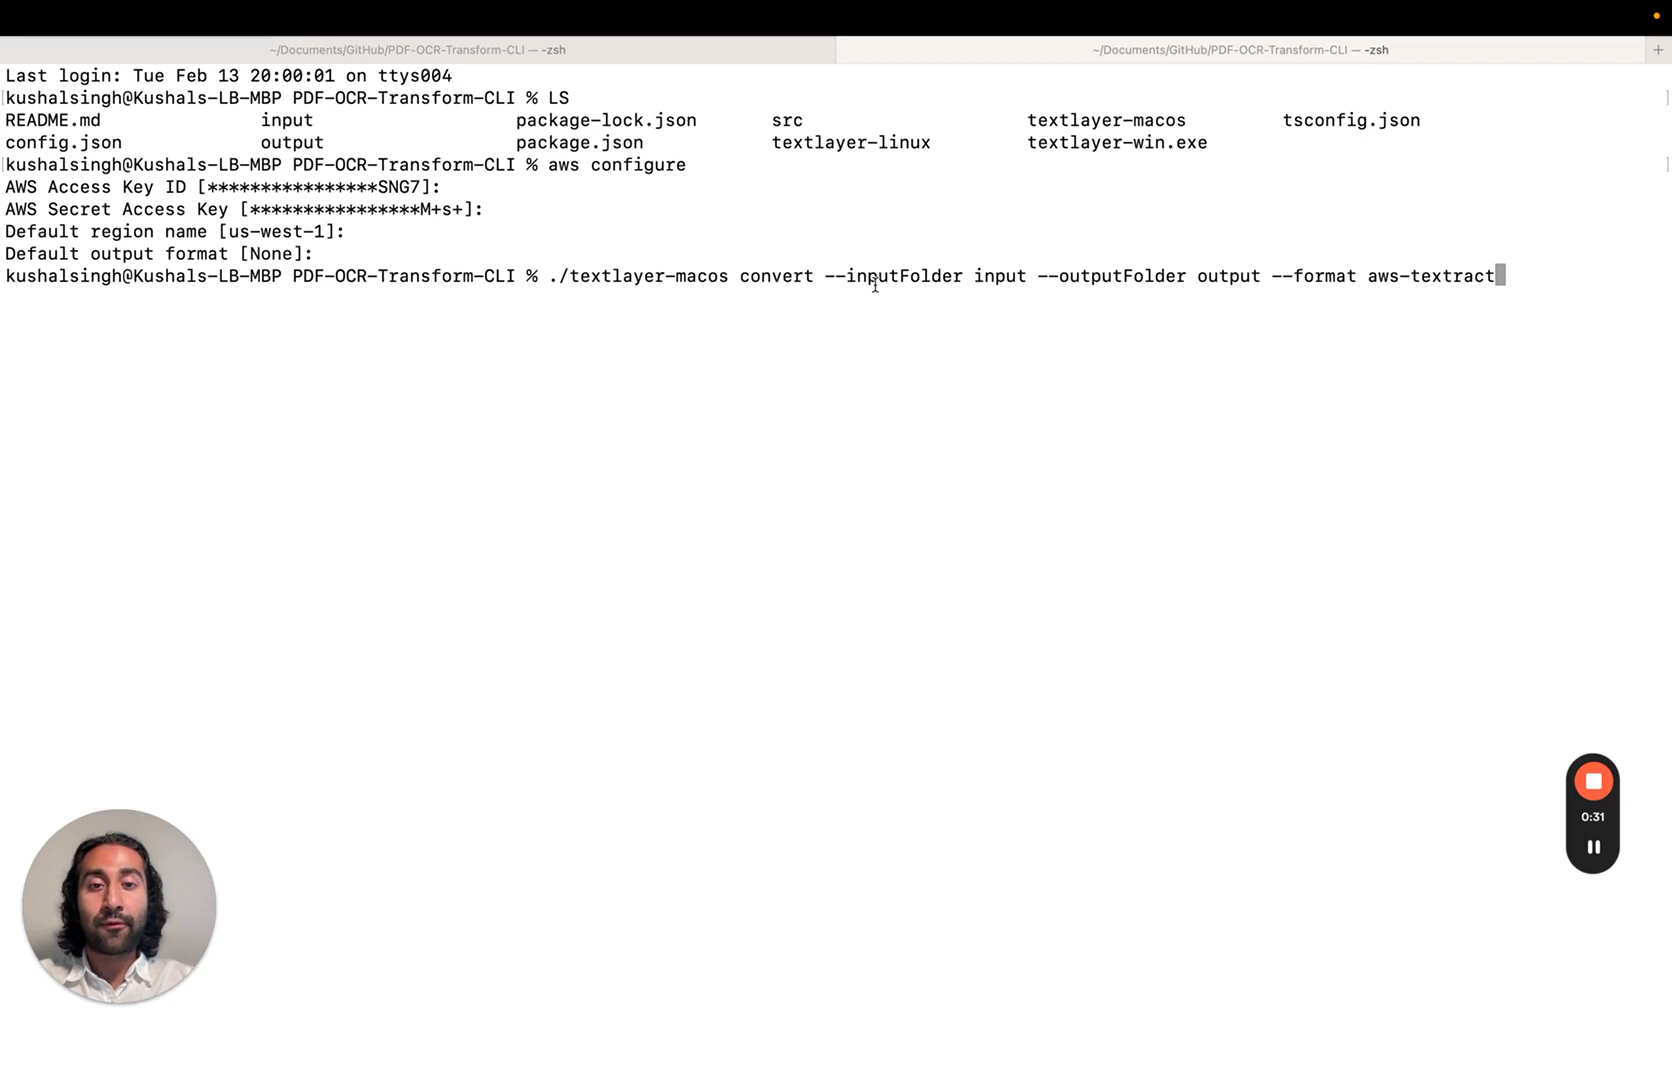 ~/Documents/GitHub/PDF-OCR-Transform-CLI — -zsh
~/Documents/GitHub/PDF-OCR-Transform-CLI — -zsh
+
Last login: Tue Feb 13 20:00:01 on ttys004
[kushalsingh@Kushals-LB-MBP PDF-OCR-Transform-CLI % LS ]
README.md input package-lock.json src textlayer-macos tsconfig.json
config.json output package.json textlayer-linux textlayer-win.exe
[kushalsingh@Kushals-LB-MBP PDF-OCR-Transform-CLI % aws configure ]
AWS Access Key ID [****************SNG7]:
AWS Secret Access Key [****************M+s+]:
Default region name [us-west-1]:
Default output format [None]:
kushalsingh@Kushals-LB-MBP PDF-OCR-Transform-CLI % ./textlayer-macos convert --inputFolder input --outputFolder output --format aws-textract
0:31